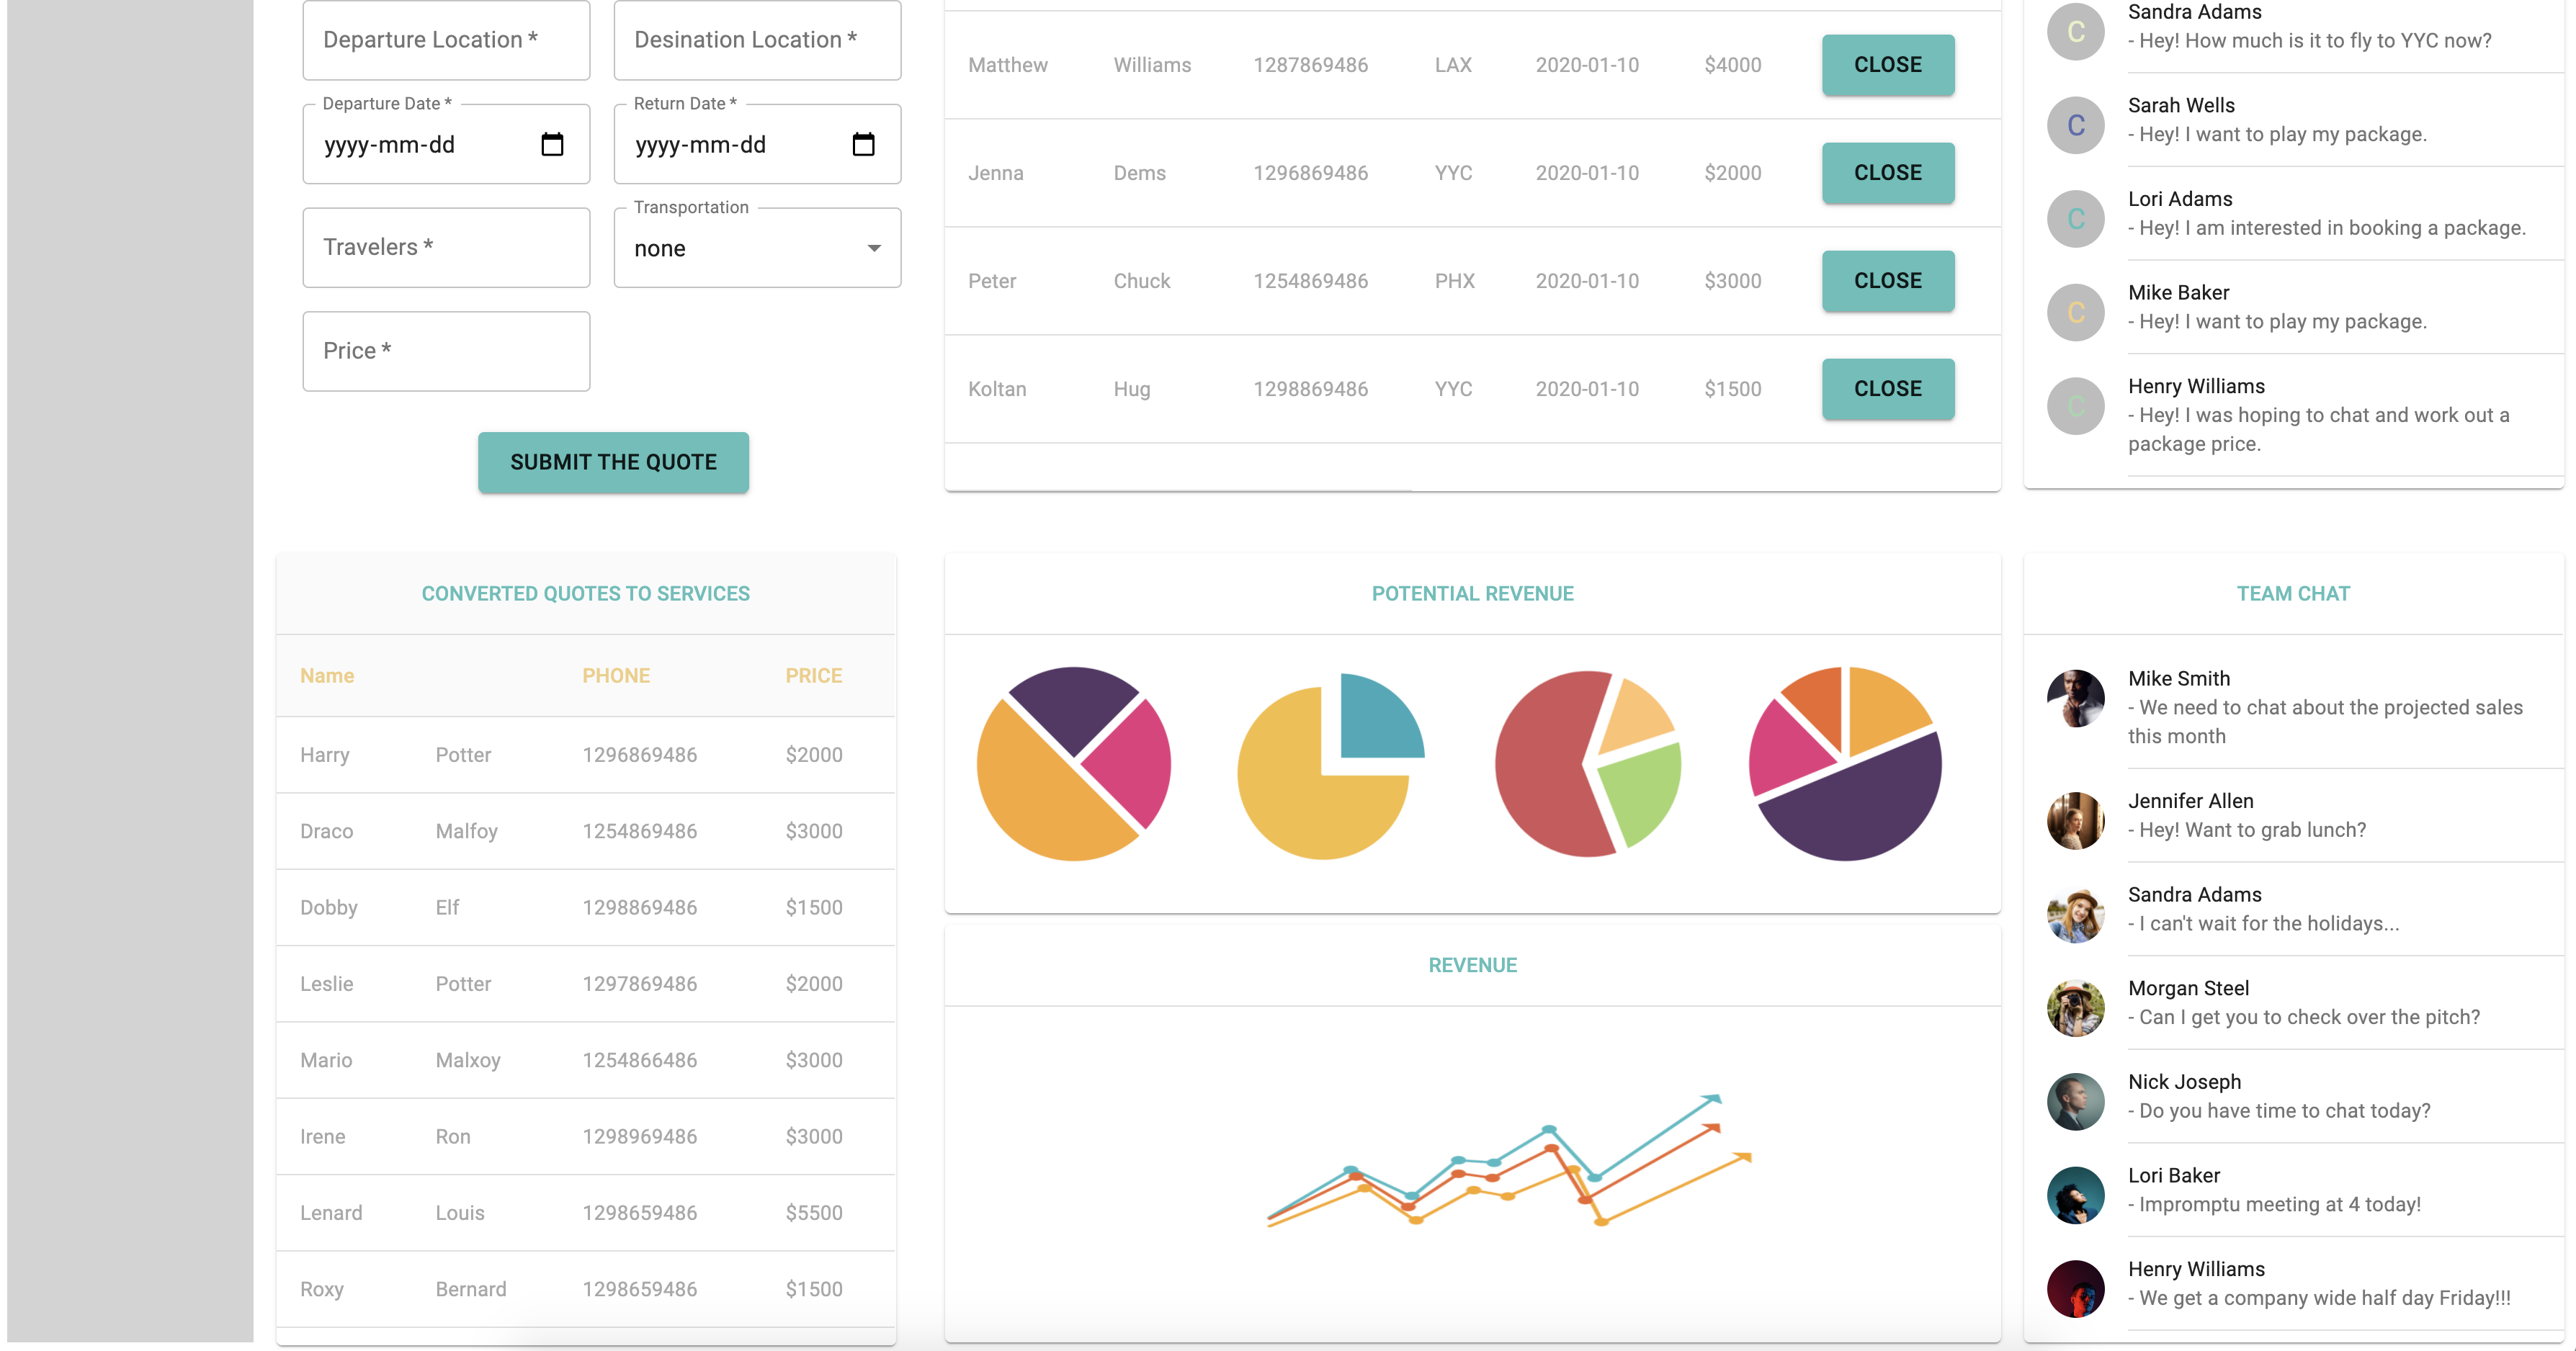 Departure Location *
Desination Location *
Departure Date *
yyyy-mm-dd
Return Date *
yyyy-mm-dd
Travelers *
Transportation
none
Price *
SUBMIT THE QUOTE
Matthew Williams 1287869486 LAX 2020-01-10 $4000 CLOSE
Jenna Dems 1296869486 YYC 2020-01-10 $2000 CLOSE
Peter Chuck 1254869486 PHX 2020-01-10 $3000 CLOSE
Koltan Hug 1298869486 YYC 2020-01-10 $1500 CLOSE
C
Sandra Adams
- Hey! How much is it to fly to YYC now?
C
Sarah Wells
- Hey! I want to play my package.
C
Lori Adams
- Hey! I am interested in booking a package.
C
Mike Baker
- Hey! I want to play my package.
C
Henry Williams
- Hey! I was hoping to chat and work out a
package price.
CONVERTED QUOTES TO SERVICES
Name PHONE PRICE
Harry Potter 1296869486 $2000
Draco Malfoy 1254869486 $3000
Dobby Elf 1298869486 $1500
Leslie Potter 1297869486 $2000
Mario Malxoy 1254866486 $3000
Irene Ron 1298969486 $3000
Lenard Louis 1298659486 $5500
Roxy Bernard 1298659486 $1500
POTENTIAL REVENUE
REVENUE
TEAM CHAT
Mike Smith
- We need to chat about the projected sales
this month
Jennifer Allen
- Hey! Want to grab lunch?
Sandra Adams
- I can't wait for the holidays...
Morgan Steel
- Can I get you to check over the pitch?
Nick Joseph
- Do you have time to chat today?
Lori Baker
- Impromptu meeting at 4 today!
Henry Williams
- We get a company wide half day Friday!!!